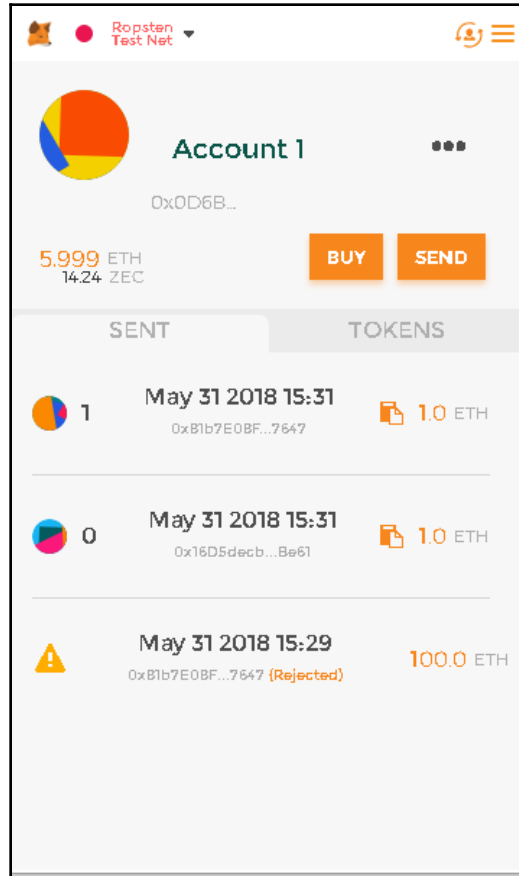 Ropsten
Test Net
Account 1
0x0D6B...
5.999 ETH
14.24 ZEC
BUY
SEND
SENT
TOKENS
1
May 31 2018 15:31
0xB1b7E08F...7647
1.0 ETH
0
May 31 2018 15:31
0x16D5decb...Be61
1.0 ETH
May 31 2018 15:29
0xB1b7E08F...7647 (Rejected)
100.0 ETH